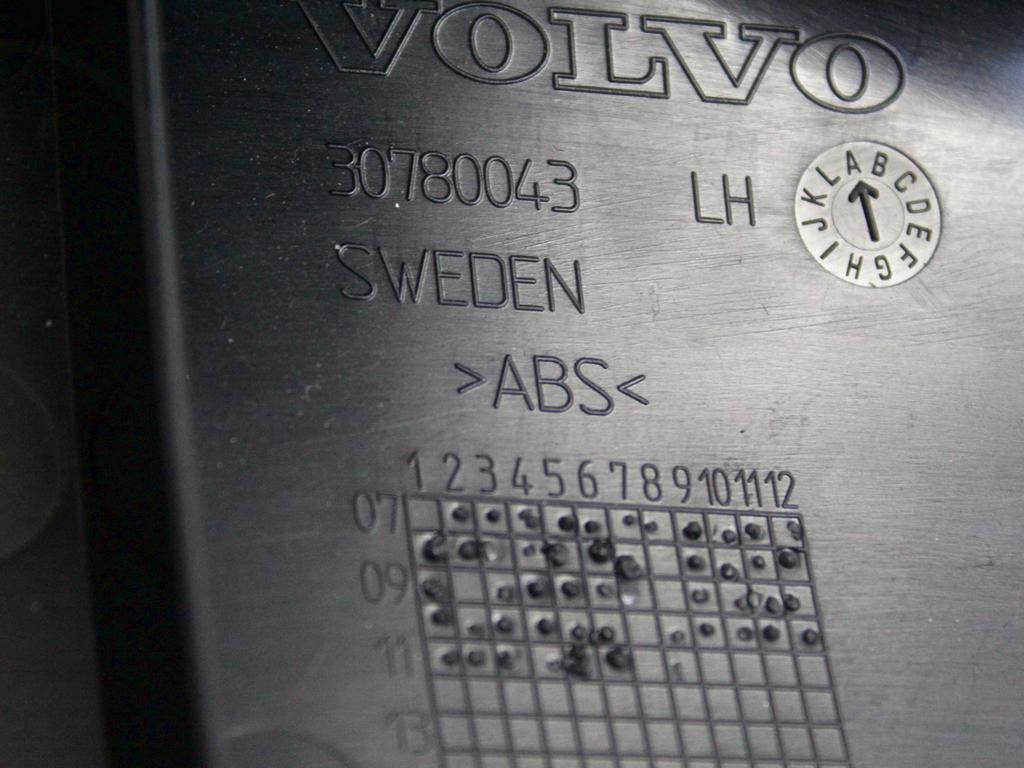 VOLVO
30780043 LH
SWEDEN
>ABS<
A B C D E F G H I J K L
1 2 3 4 5 6 7 8 9 10 11 12
07
09
11
13